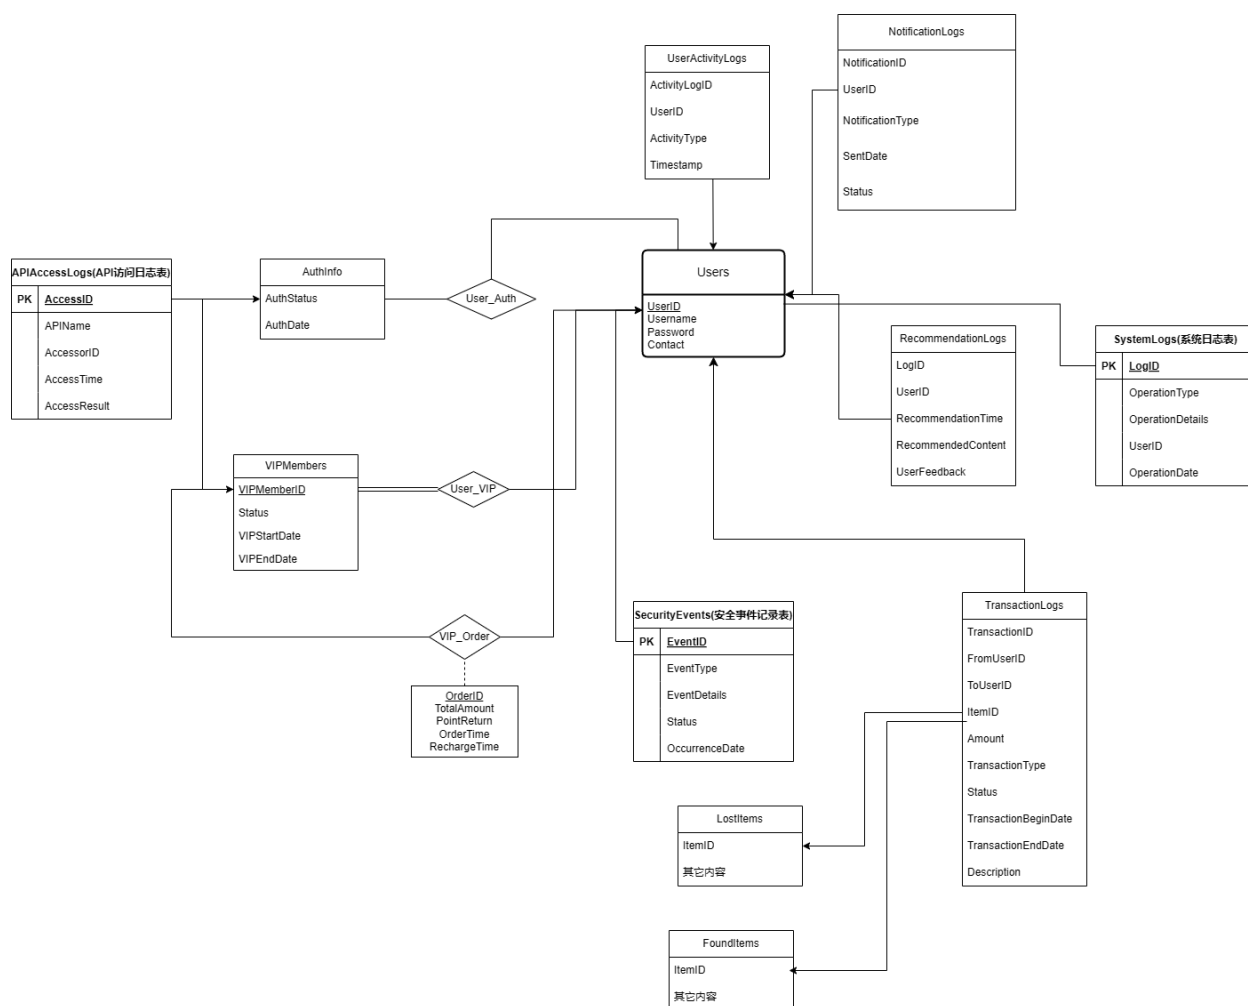 NotificationLogs
NotificationID
UserID
NotificationType
SentDate
Status
UserActivityLogs
ActivityLogID
UserID
ActivityType
Timestamp
APIAccessLogs(API访问日志表)
PK AccessID
APIName
AccessorID
AccessTime
AccessResult
AuthInfo
AuthStatus
AuthDate
User_Auth
Users
UserID
Username
Password
Contact
RecommendationLogs
LogID
UserID
RecommendationTime
RecommendedContent
UserFeedback
SystemLogs(系统日志表)
PK LogID
OperationType
OperationDetails
UserID
OperationDate
VIPMembers
VIPMemberID
Status
VIPStartDate
VIPEndDate
User_VIP
VIP_Order
OrderID
TotalAmount
PointReturn
OrderTime
RechargeTime
SecurityEvents(安全事件记录表)
PK EventID
EventType
EventDetails
Status
OccurrenceDate
TransactionLogs
TransactionID
FromUserID
ToUserID
ItemID
Amount
TransactionType
Status
TransactionBeginDate
TransactionEndDate
Description
LostItems
ItemID
其它内容
FoundItems
ItemID
其它内容